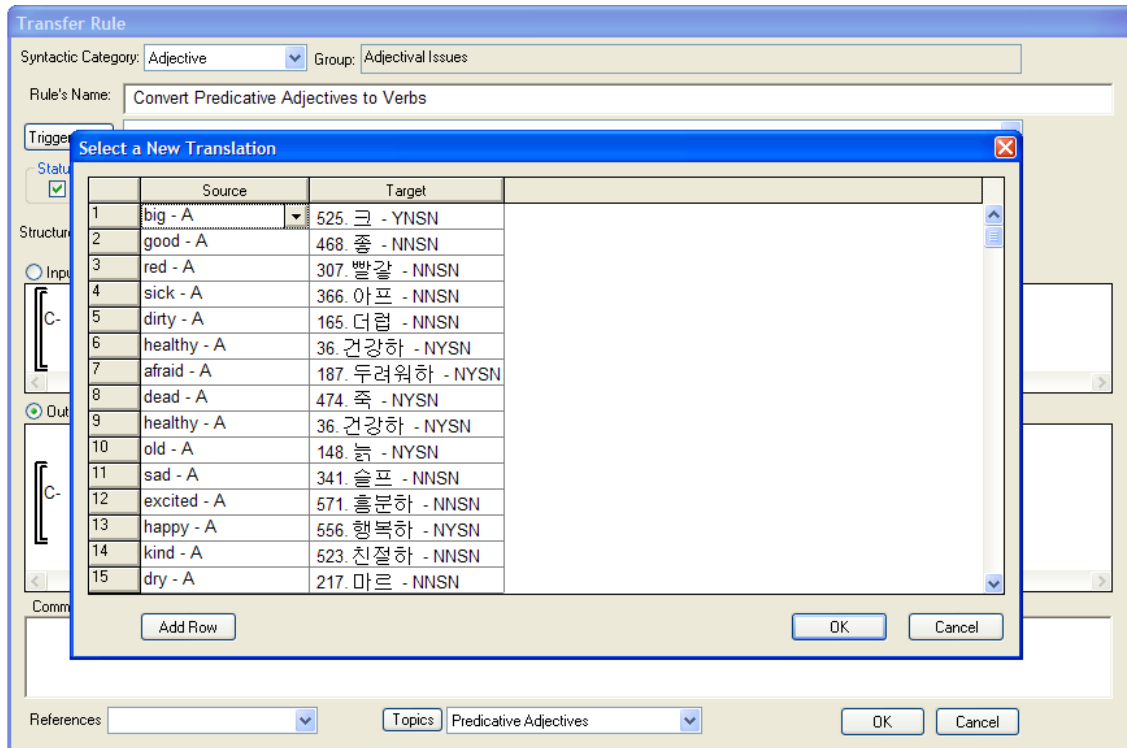 Transfer Rule
Syntactic Category: Adjective Group: Adjectival Issues
Rule's Name: Convert Predicative Adjectives to Verbs
Trigger
Select a New Translation
Statu
Source Target
1 big - A 525. 크 - YNSN
2 good - A 468. 좋 - NNSN
3 red - A 307. 빨갛 - NNSN
4 sick - A 366. 아프 - NNSN
5 dirty - A 165. 더럽 - NNSN
6 healthy - A 36. 건강하 - NYSN
7 afraid - A 187. 두려워하 - NYSN
8 dead - A 474. 죽 - NYSN
9 healthy - A 36. 건강하 - NYSN
10 old - A 148. 늙 - NYSN
11 sad - A 341. 슬프 - NNSN
12 excited - A 571. 흥분하 - NNSN
13 happy - A 556. 행복하 - NYSN
14 kind - A 523. 친절하 - NNSN
15 dry - A 217. 마르 - NNSN
Structur
Inpu
C-
Out
C-
Comm
Add Row OK Cancel
References Topics Predicative Adjectives OK Cancel